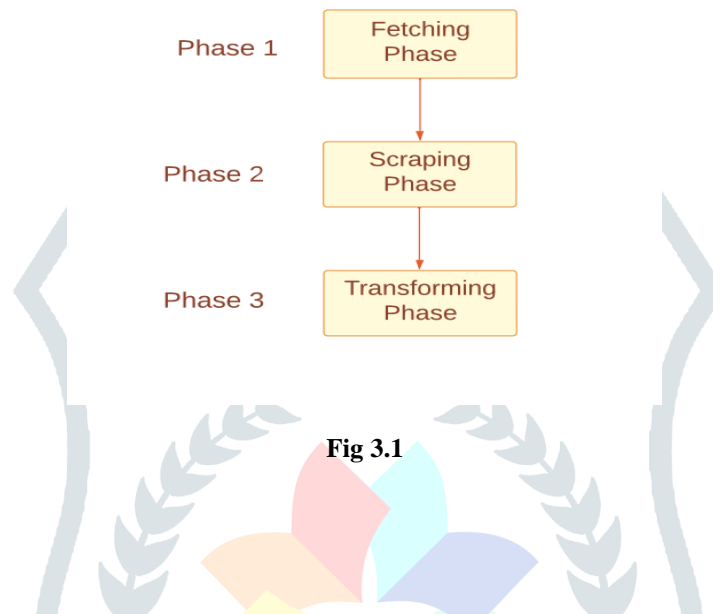 Phase 1
Fetching
Phase
Phase 2
Scraping
Phase
Phase 3
Transforming
Phase
Fig 3.1